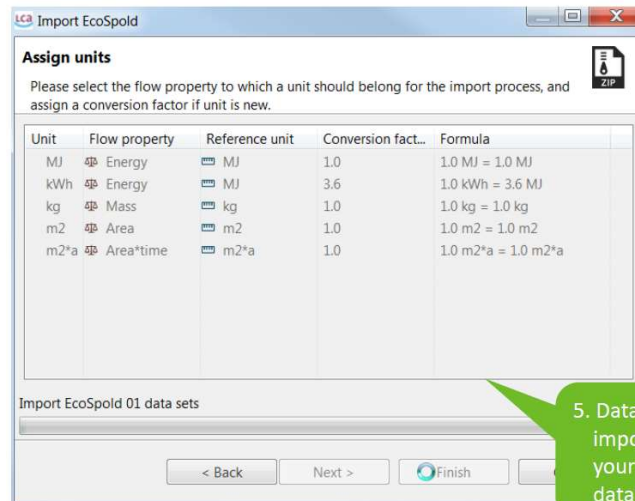 LCa Import EcoSpold
Assign units
Please select the flow property to which a unit should belong for the import process, and
assign a conversion factor if unit is new.
ZIP
Unit Flow property Reference unit Conversion fact... Formula
MJ Energy MJ 1.0 1.0 MJ = 1.0 MJ
kWh Energy MJ 3.6 1.0 kWh = 3.6 MJ
kg Mass kg 1.0 1.0 kg = 1.0 kg
m2 Area m2 1.0 1.0 m2 = 1.0 m2
m2*a Area*time m2*a 1.0 1.0 m2*a = 1.0 m2*a
Import EcoSpold 01 data sets
< Back Next > Finish
5. Data
your